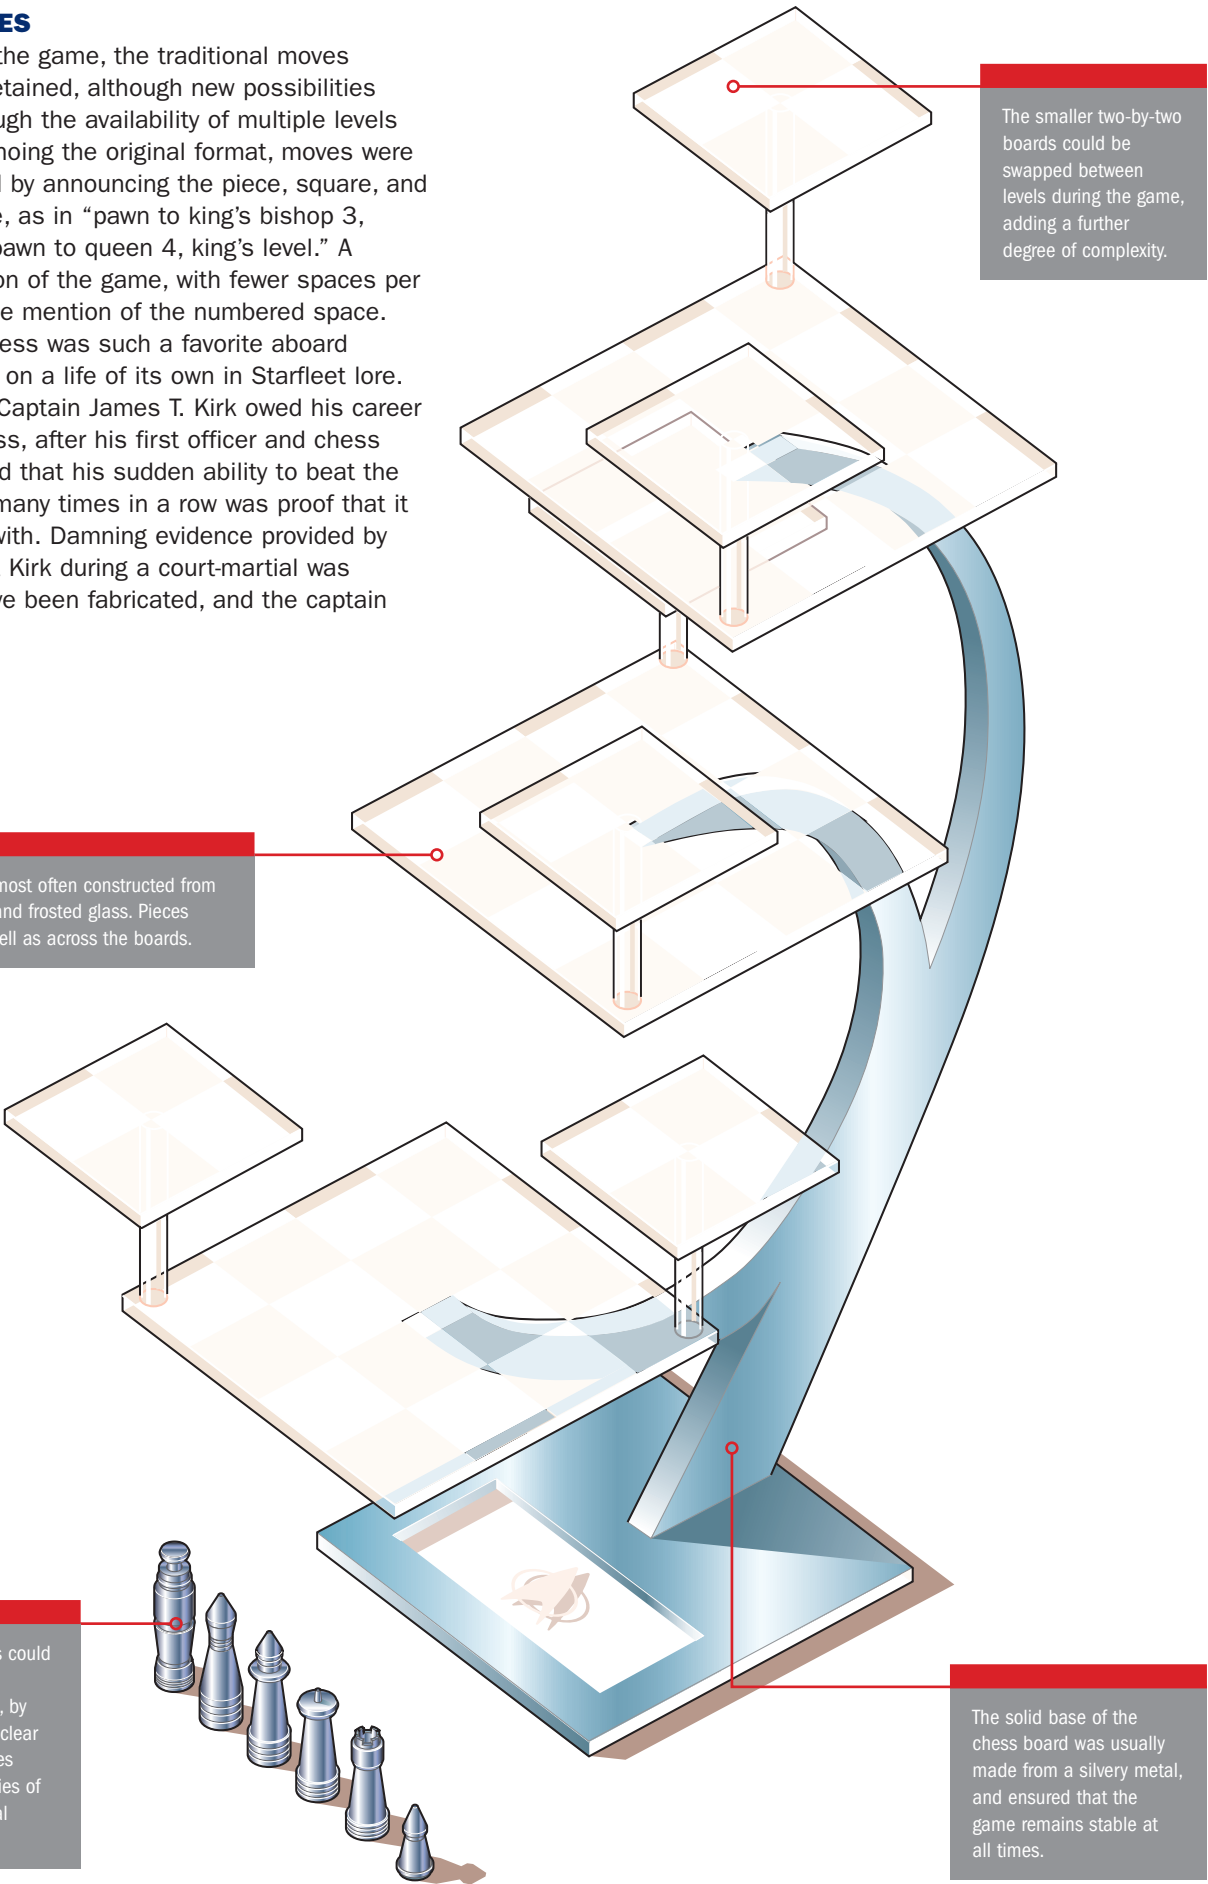 ES
the game, the traditional moves
etained, although new possibilities
ugh the availability of multiple levels
hoing the original format, moves were
d by announcing the piece, square, and
e, as in “pawn to king’s bishop 3,
pawn to queen 4, king’s level.” A
on of the game, with fewer spaces per
e mention of the numbered space.
ess was such a favorite aboard
on a life of its own in Starfleet lore.
Captain James T. Kirk owed his career
ss, after his first officer and chess
d that his sudden ability to beat the
many times in a row was proof that it
with. Damning evidence provided by
Kirk during a court-martial was
ve been fabricated, and the captain
The smaller two-by-two
boards could be
swapped between
levels during the game,
adding a further
degree of complexity.
most often constructed from
and frosted glass. Pieces
ell as across the boards.
s could
, by
clear
es
ies of
al
The solid base of the
chess board was usually
made from a silvery metal,
and ensured that the
game remains stable at
all times.